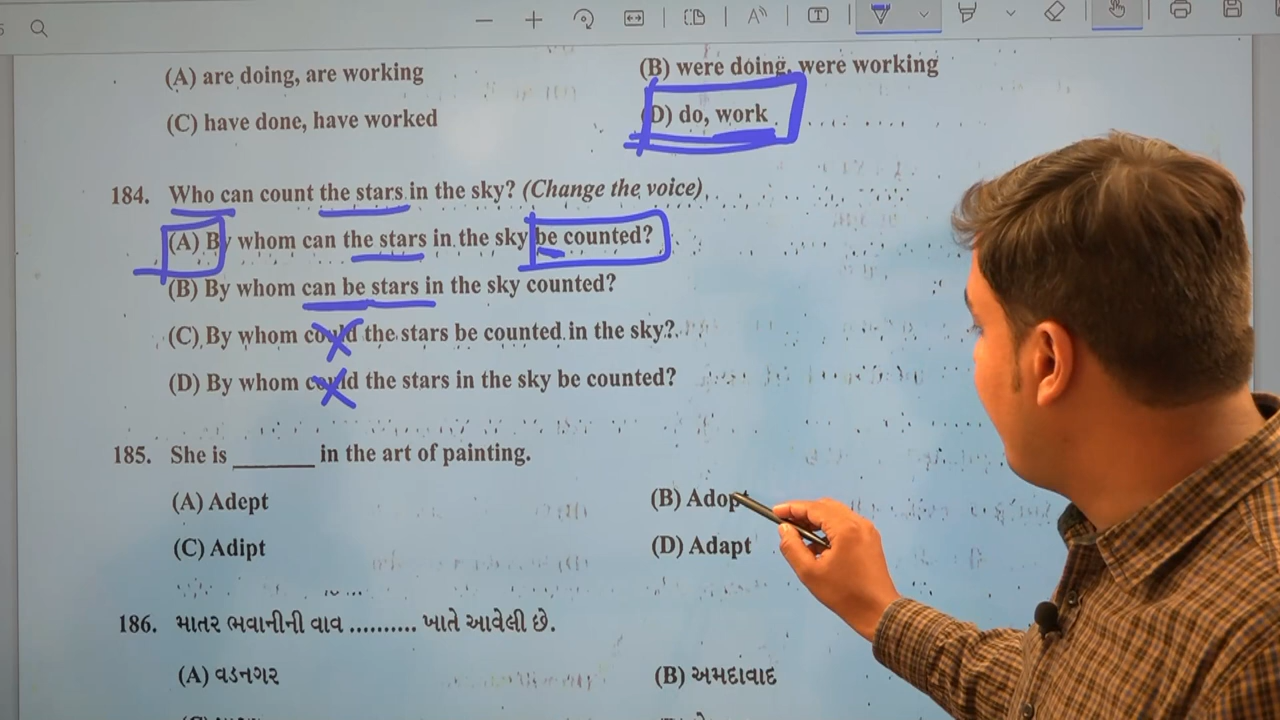 (A) are doing, are working (B) were doing, were working
(C) have done, have worked (D) do, work
184. Who can count the stars in the sky? (Change the voice)
(A) By whom can the stars in the sky be counted?
(B) By whom can be stars in the sky counted?
(C) By whom could the stars be counted in the sky?
(D) By whom could the stars in the sky be counted?
185. She is ______ in the art of painting.
(A) Adept (B) Adopt
(C) Adipt (D) Adapt
186. માતર ભવાનીની વાવ .......... ખાતે આવેલી છે.
(A) વડનગર (B) અમદાવાદ